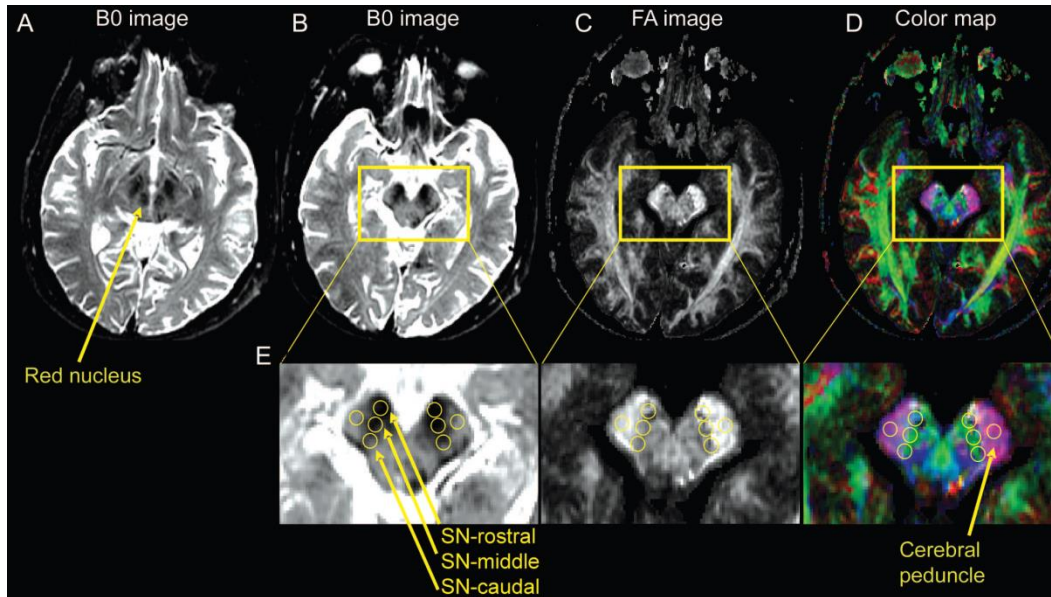 A
B0 image
B
B0 image
C
FA image
D
Color map
Red nucleus
E
SN-rostral
SN-middle
SN-caudal
Cerebral
peduncle